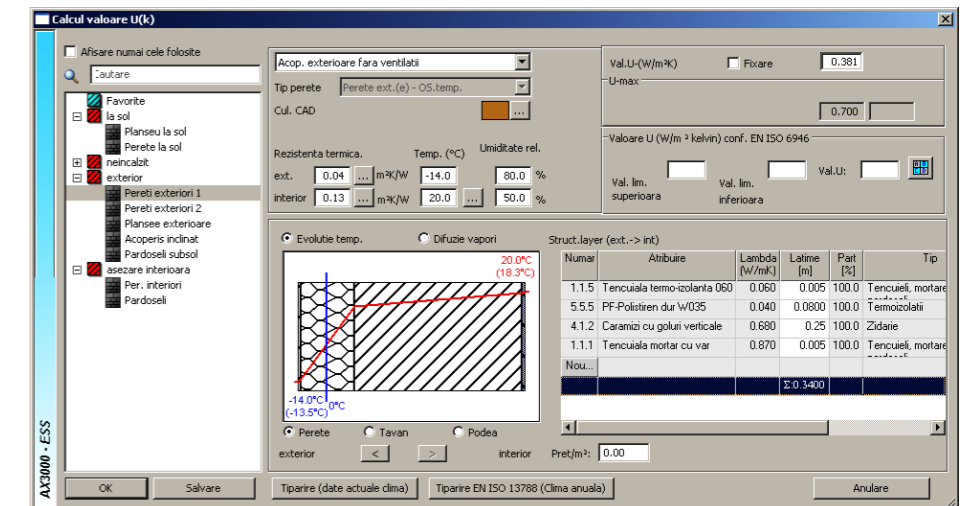 Calcul valoare U(k)
Afisare numai cele folosite
Cautare
Favorite
la sol
Planseu la sol
Perete la sol
neincalzit
exterior
Pereti exteriori 1
Pereti exteriori 2
Plansee exterioare
Acoperis inclinat
Pardoseli subsol
asezare interioara
Per. interiori
Pardoseli
AX3000 - ESS
OK
Salvare
Acop. exterioare fara ventilatii
Tip perete Perete ext.(e) - OS.temp.
Cul. CAD ...
Rezistenta termica. Temp. (°C) Umiditate rel.
ext. 0.04 ... m²K/W -14.0 80.0 %
interior 0.13 ... m²K/W 20.0 ... 50.0 %
Val.U-(W/m²K) Fixare 0.381
U-max
0.700
Valoare U (W/m ² kelvin) conf. EN ISO 6946
Val. lim. superioara
Val. lim. inferioara
Val.U:
Evolutie temp. Difuzie vapori
20.0°C
(18.3°C)
-14.0°C
(-13.5°C)
0°C
Perete Tavan Podea
exterior < > interior
Struct.layer (ext.-> int)
Numar Atribuire Lambda (W/mK) Latime [m] Part [%] Tip
1.1.5 Tencuiala termo-izolanta 060 0.060 0.005 100.0 Tencuieli, mortare
5.5.5 PF-Polistiren dur W035 0.040 0.0800 100.0 Termoizolatii
4.1.2 Caramizi cu goluri verticale 0.680 0.25 100.0 Zidarie
1.1.1 Tencuiala mortar cu var 0.870 0.005 100.0 Tencuieli, mortare
Nou...
Σ:0.3400
Pret/m²: 0.00
Tiparire (date actuale clima)
Tiparire EN ISO 13788 (Clima anuala)
Anulare